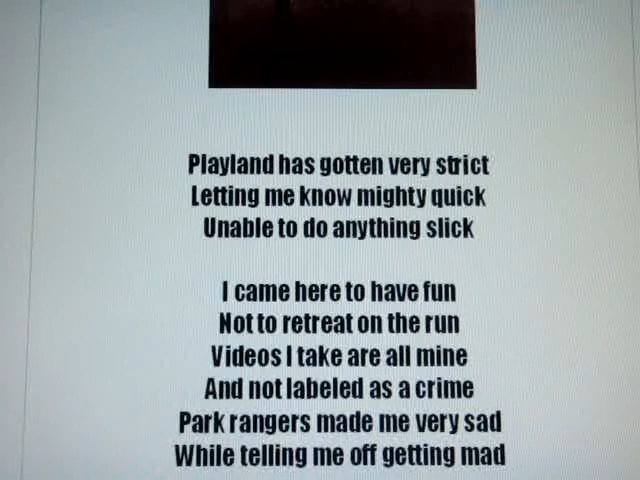 Playland has gotten very strict
Letting me know mighty quick
Unable to do anything slick
I came here to have fun
Not to retreat on the run
Videos I take are all mine
And not labeled as a crime
Park rangers made me very sad
While telling me off getting mad